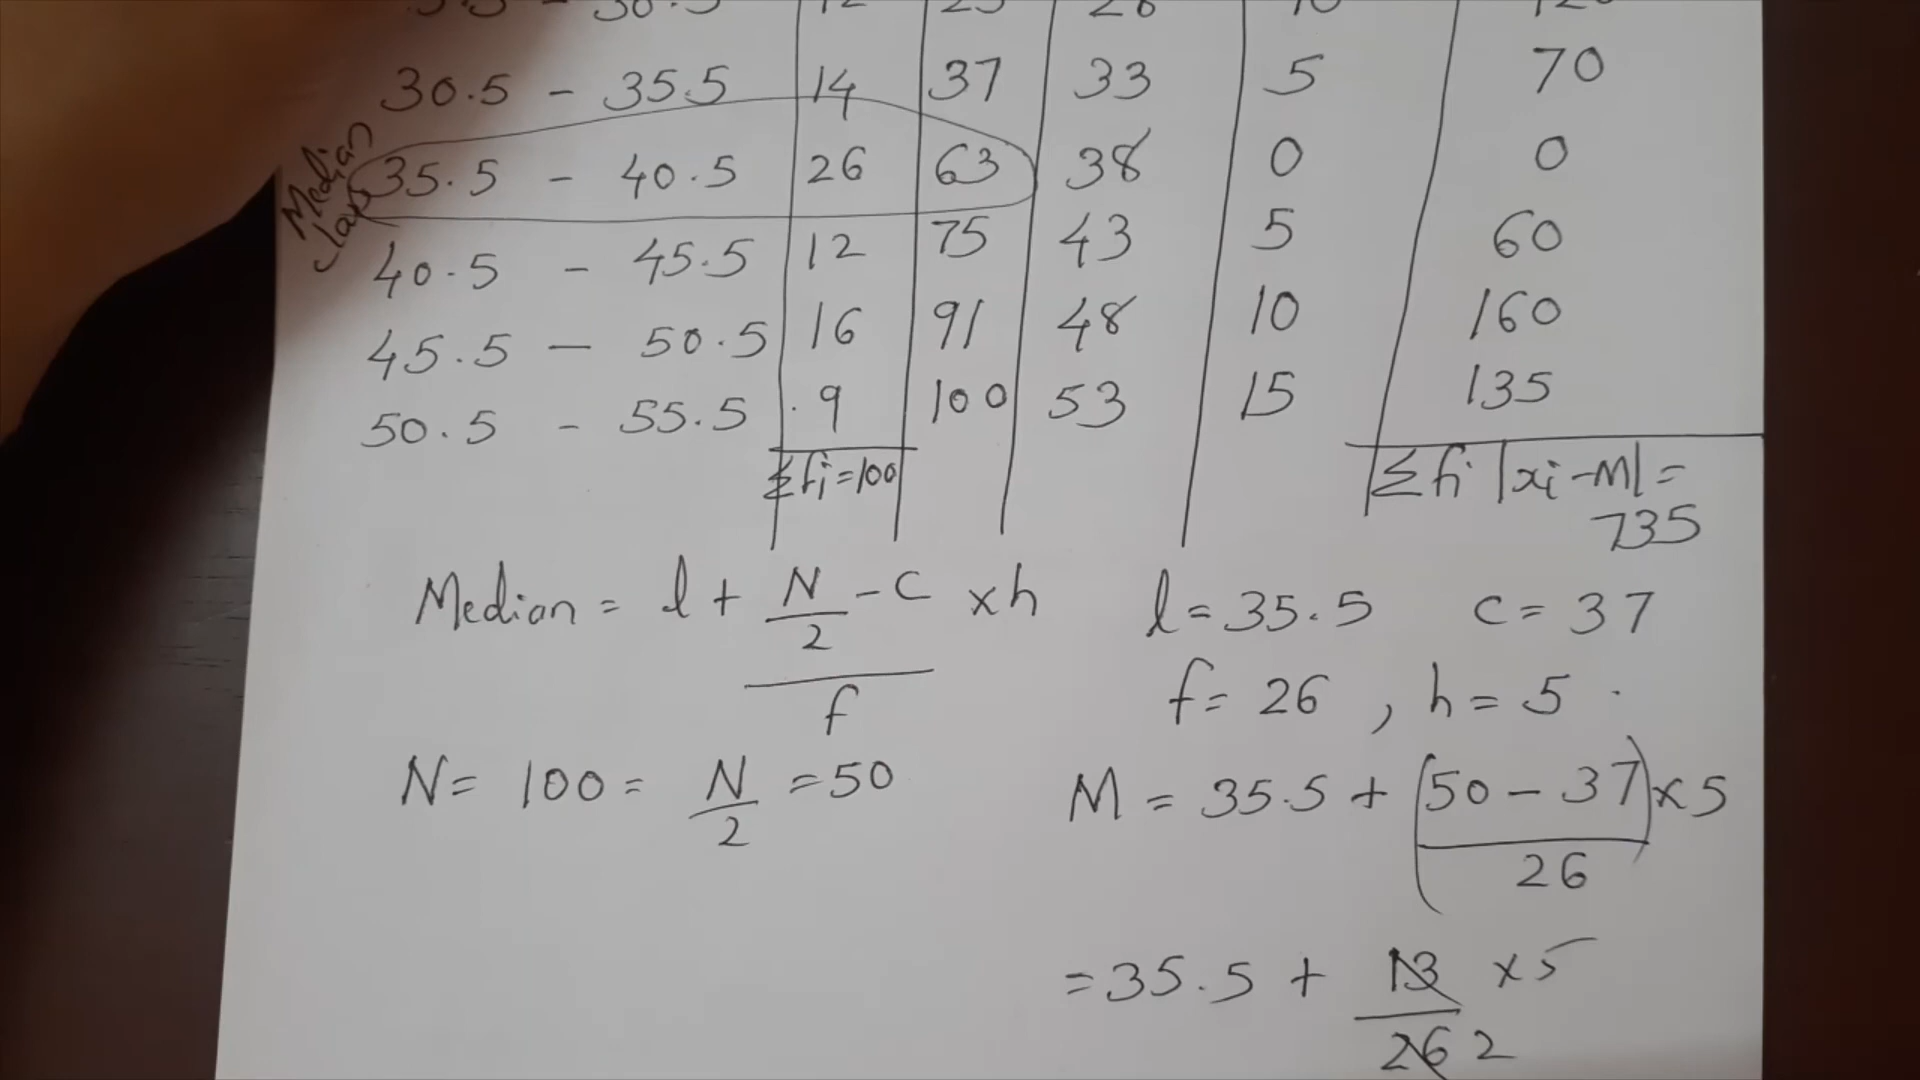 30.5 - 35.5 14 37 33 5 70
Median
35.5 - 40.5 26 63 38 0 0
40.5 - 45.5 12 75 43 5 60
45.5 - 50.5 16 91 48 10 160
50.5 - 55.5 9 100 53 15 135
Σfi = 100
Σfi |xi - M| =
735
Median = l + N/2 - C / f × h
l = 35.5 C = 37
f = 26 , h = 5
N = 100 = N/2 = 50
M = 35.5 + (50 - 37 / 26) × 5
= 35.5 + 13/26 2 × 5